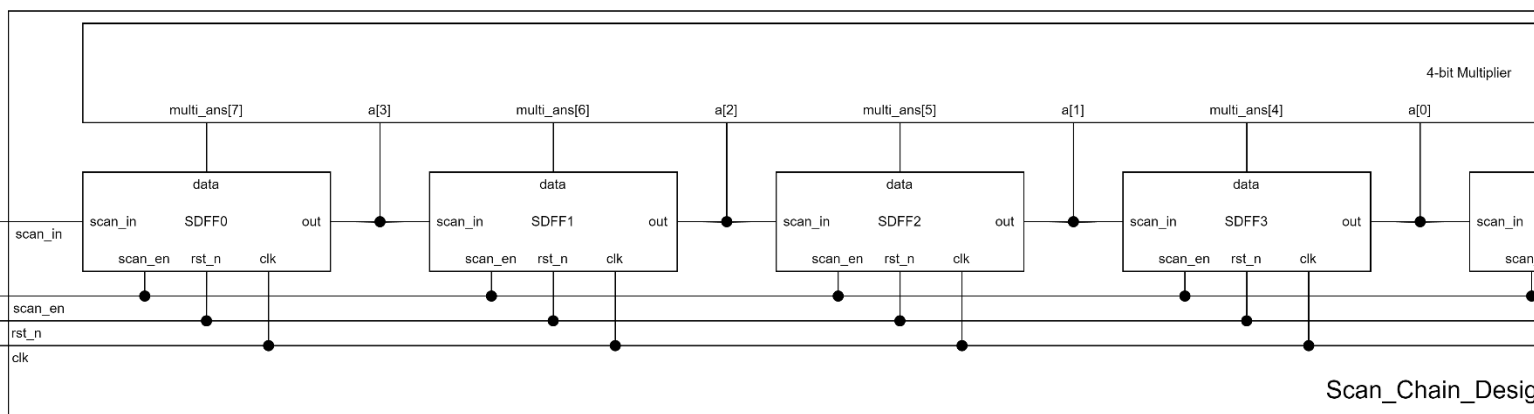 4-bit Multiplier
multi_ans[7] a[3] multi_ans[6] a[2] multi_ans[5] a[1] multi_ans[4] a[0]
data data data data
scan_in SDFF0 out scan_in SDFF1 out scan_in SDFF2 out scan_in SDFF3 out scan_in
scan_in
scan_en rst_n clk scan_en rst_n clk scan_en rst_n clk scan_en rst_n clk scan
scan_en
rst_n
clk
Scan_Chain_Desig